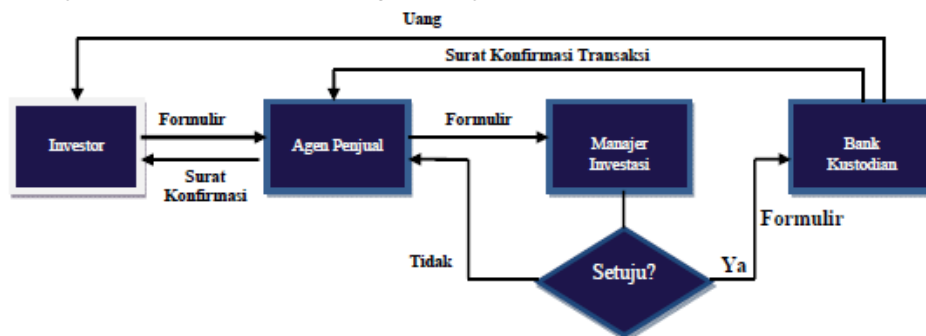 Uang
Surat Konfirmasi Transaksi
Investor
Formulir
Surat
Konfirmasi
Agen Penjual
Formulir
Manajer
Investasi
Bank
Kustodian
Formulir
Tidak
Setuju?
Ya